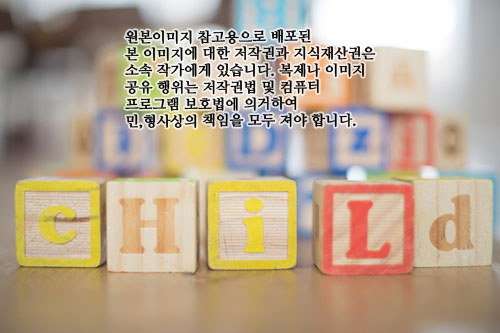 원본이미지 참고용으로 배포된
본 이미지에 대한 저작권과 지식재산권은
소속 작가에게 있습니다. 복제나 이미지
공유 행위는 저작권법 및 컴퓨터
프로그램 보호법에 의거하여
민,형사상의 책임을 모두 져야 합니다.
c H i L d